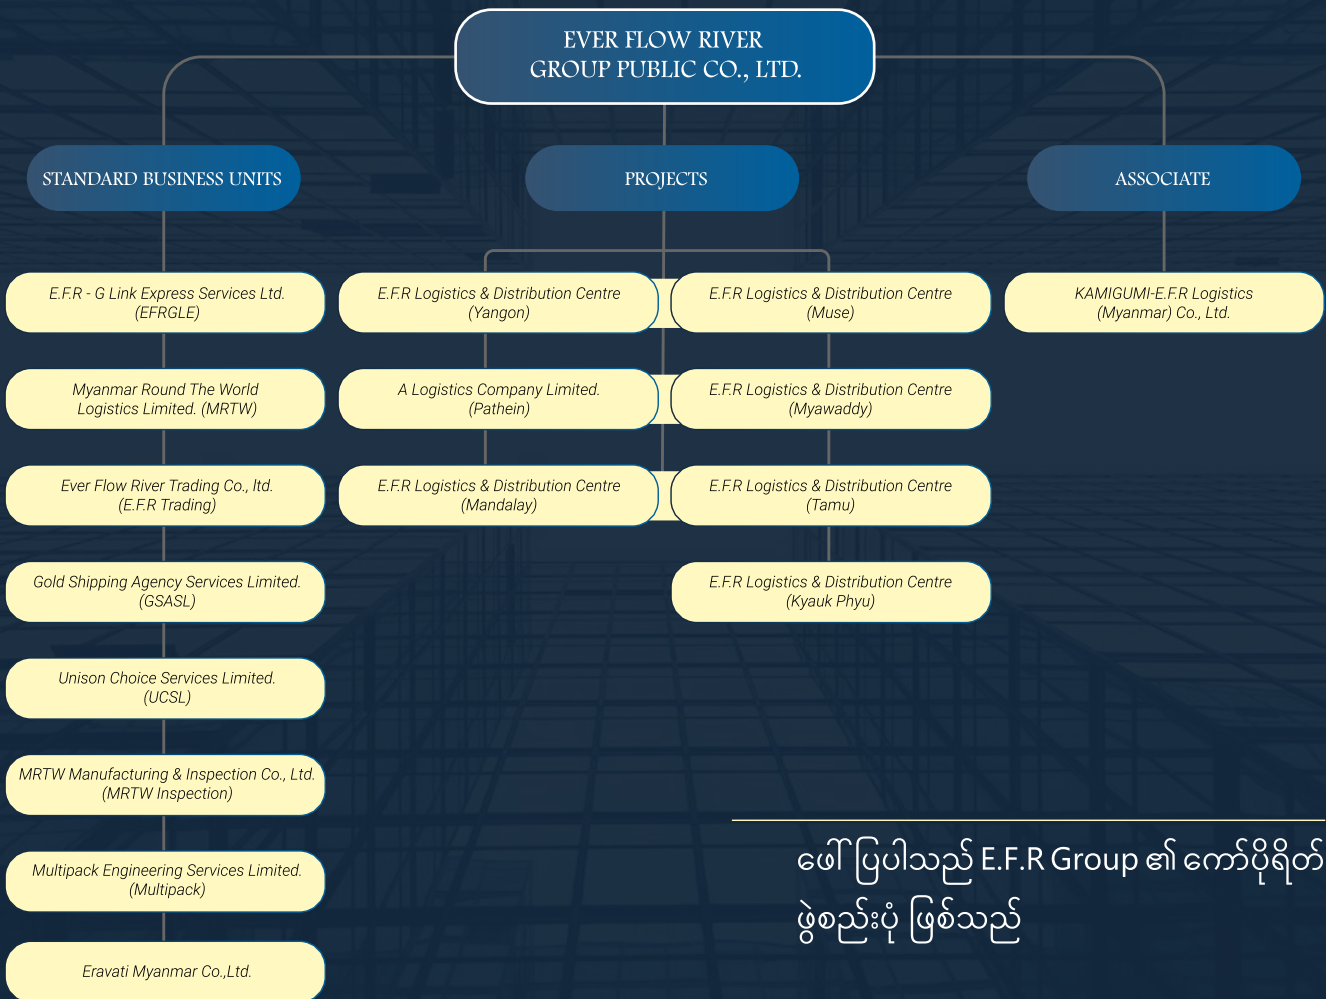 EVER FLOW RIVER
GROUP PUBLIC CO., LTD.
STANDARD BUSINESS UNITS
PROJECTS
ASSOCIATE
E.F.R - G Link Express Services Ltd.
(EFRGLE)
Myanmar Round The World
Logistics Limited. (MRTW)
Ever Flow River Trading Co., ltd.
(E.F.R Trading)
Gold Shipping Agency Services Limited.
(GSASL)
Unison Choice Services Limited.
(UCSL)
MRTW Manufacturing & Inspection Co., Ltd.
(MRTW Inspection)
Multipack Engineering Services Limited.
(Multipack)
Eravati Myanmar Co.,Ltd.
E.F.R Logistics & Distribution Centre
(Yangon)
A Logistics Company Limited.
(Pathein)
E.F.R Logistics & Distribution Centre
(Mandalay)
E.F.R Logistics & Distribution Centre
(Muse)
E.F.R Logistics & Distribution Centre
(Myawaddy)
E.F.R Logistics & Distribution Centre
(Tamu)
E.F.R Logistics & Distribution Centre
(Kyauk Phyu)
KAMIGUMI-E.F.R Logistics
(Myanmar) Co., Ltd.
ဖေါ်ပြပါသည် E.F.R Group ၏ ကော်ပိုရိတ်
ဖွဲ့စည်းပုံ ဖြစ်သည်